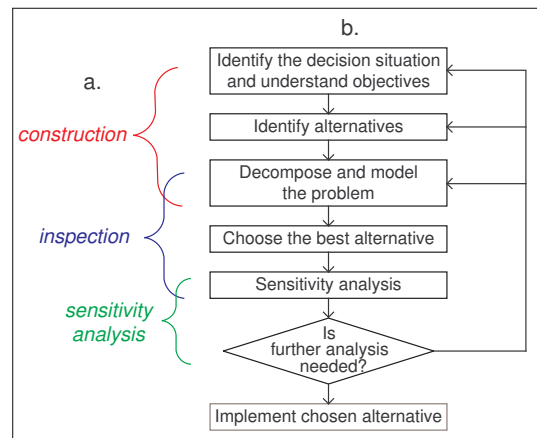 b.
Identify the decision situation
and understand objectives
a.
construction
Identify alternatives
Decompose and model
the problem
inspection
Choose the best alternative
Sensitivity analysis
sensitivity
analysis
Is
further analysis
needed?
Implement chosen alternative